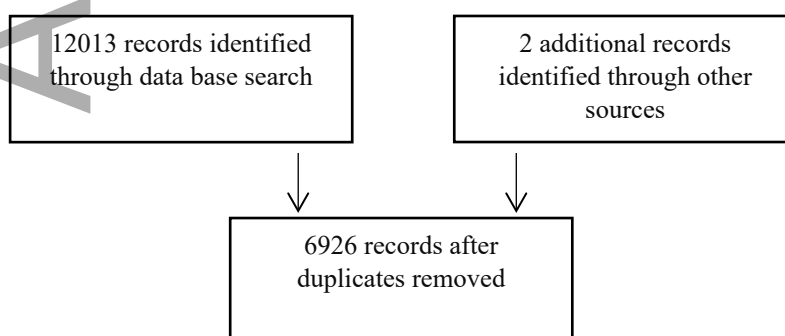 12013 records identified
through data base search
2 additional records
identified through other
sources
6926 records after
duplicates removed